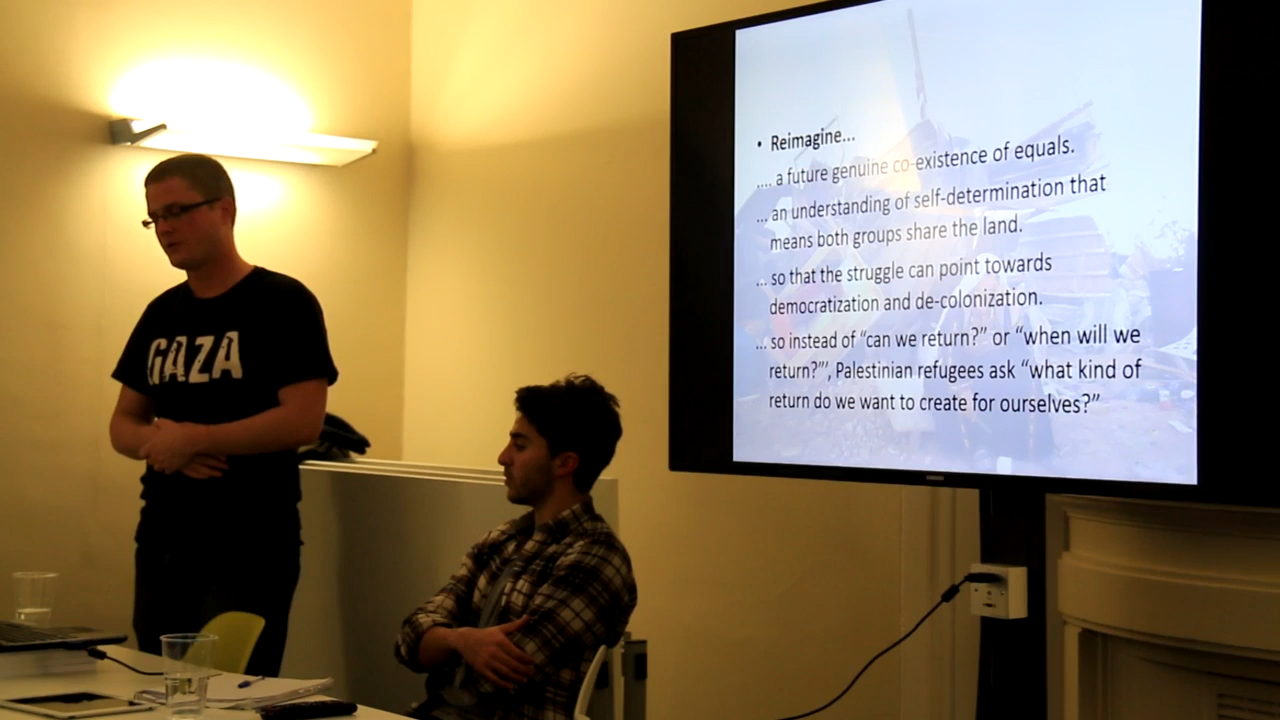 GAZA
• Reimagine...
.... a future genuine co-existence of equals.
... an understanding of self-determination that
means both groups share the land.
... so that the struggle can point towards
democratization and de-colonization.
... so instead of “can we return?” or “when will we
return?”’, Palestinian refugees ask “what kind of
return do we want to create for ourselves?”